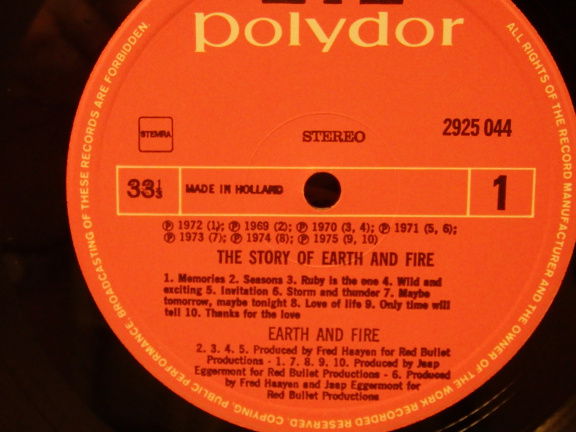 polydor
STEMRA
STEREO
2925 044
33⅓
MADE IN HOLLAND
1
℗ 1972 (1); ℗ 1969 (2); ℗ 1970 (3, 4); ℗ 1971 (5, 6);
℗ 1973 (7); ℗ 1974 (8); ℗ 1975 (9, 10)
THE STORY OF EARTH AND FIRE
1. Memories 2. Seasons 3. Ruby is the one 4. Wild and
exciting 5. Invitation 6. Storm and thunder 7. Maybe
tomorrow, maybe tonight 8. Love of life 9. Only time will
tell 10. Thanks for the love
EARTH AND FIRE
2. 3. 4. 5. Produced by Fred Haayen for Red Bullet
Productions - 1. 7. 8. 9. 10. Produced by Jaap
Eggermont for Red Bullet Productions - 6. Produced
by Fred Haayen and Jaap Eggermont for
Red Bullet Productions
ALL RIGHTS OF THE RECORD MANUFACTURER AND THE OWNER OF THE WORK RECORDED RESERVED. COPYING, PUBLIC PERFORMANCE, BROADCASTING OF THESE RECORDS ARE FORBIDDEN.